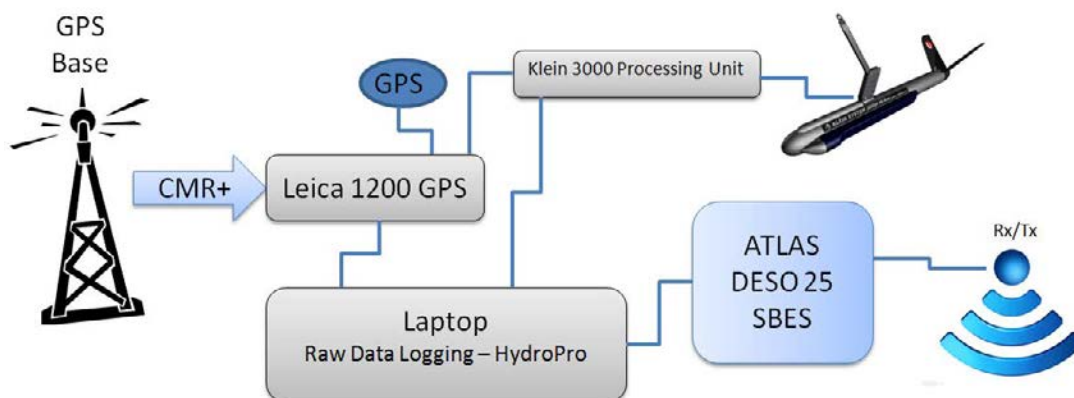 GPS
Base
GPS
Klein 3000 Processing Unit
CMR+
Leica 1200 GPS
ATLAS
DESO 25
SBES
Rx/Tx
Laptop
Raw Data Logging – HydroPro